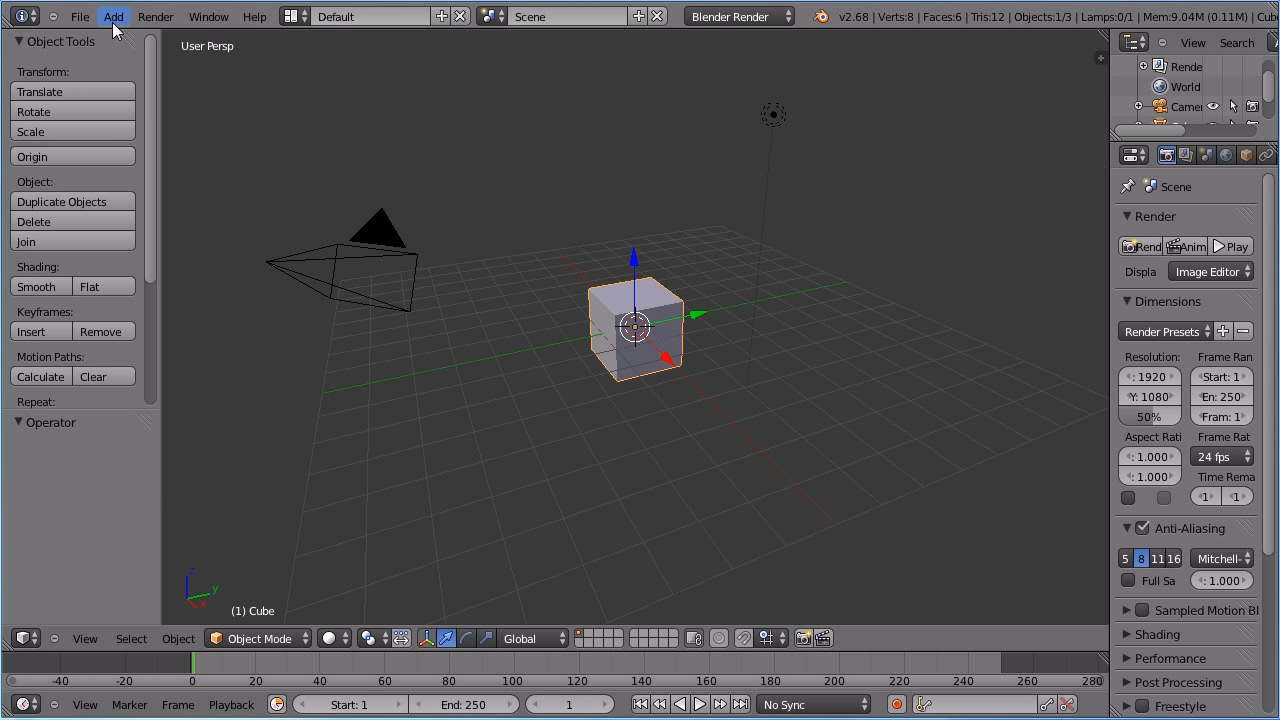 File Add Render Window Help Default Scene Blender Render v2.68 | Verts:8 | Faces:6 | Tris:12 | Objects:1/3 | Lamps:0/1 | Mem:9.04M (0.11M) | Cube
Object Tools
Transform:
Translate
Rotate
Scale
Origin
Object:
Duplicate Objects
Delete
Join
Shading:
Smooth Flat
Keyframes:
Insert Remove
Motion Paths:
Calculate Clear
Repeat:
Operator
User Persp
z
y
x
(1) Cube
View Search
Rende
World
Came
Scene
Render
Rend Anim Play
Displa Image Editor
Dimensions
Render Presets
Resolution: Frame Ran
: 1920 Start: 1
Y: 1080 En: 250
50% Fram: 1
Aspect Rati Frame Rat
: 1.000 24 fps
: 1.000 Time Rema
1 1
Anti-Aliasing
5 8 11 16 Mitchell-
Full Sa : 1.000
Sampled Motion Bl
Shading
Performance
Post Processing
Freestyle
View Select Object Object Mode Global
-40 -20 0 20 40 60 80 100 120 140 160 180 200 220 240 260 280
View Marker Frame Playback Start: 1 End: 250 1 No Sync